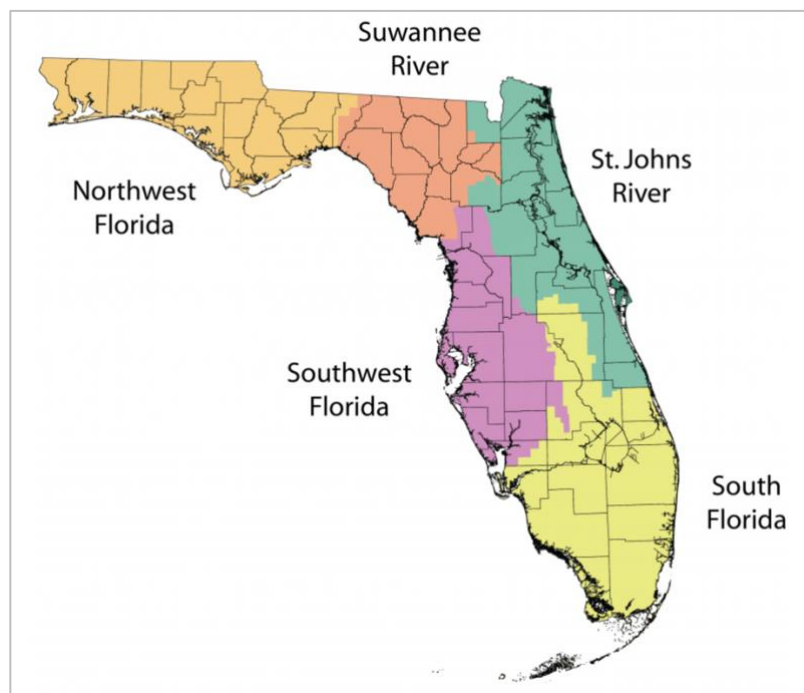 Suwannee
River
St. Johns
River
Northwest
Florida
Southwest
Florida
South
Florida